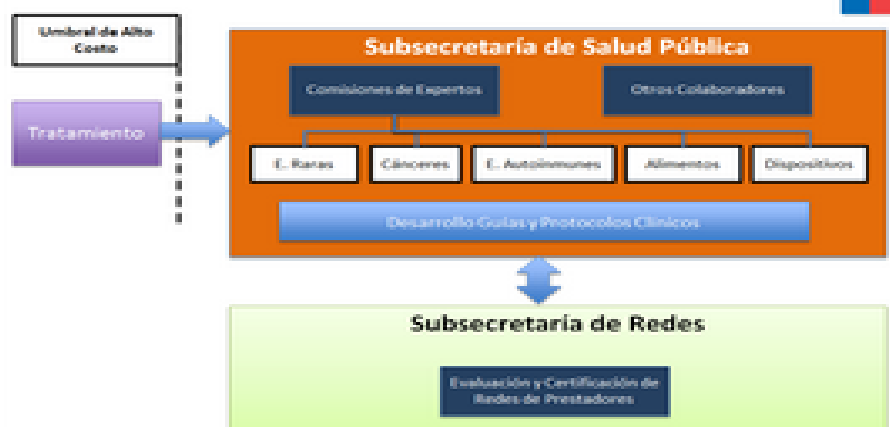 Umbral de Alto
Costo
Tratamiento
Subsecretaría de Salud Pública
Comisiones de Expertos
Otros Colaboradores
E. Raras
Cánceres
E. Autoinmunes
Alimentos
Dispositivos
Desarrollo Guías y Protocolos Clínicos
Subsecretaría de Redes
Evaluación y Certificación de
Redes de Prestadores